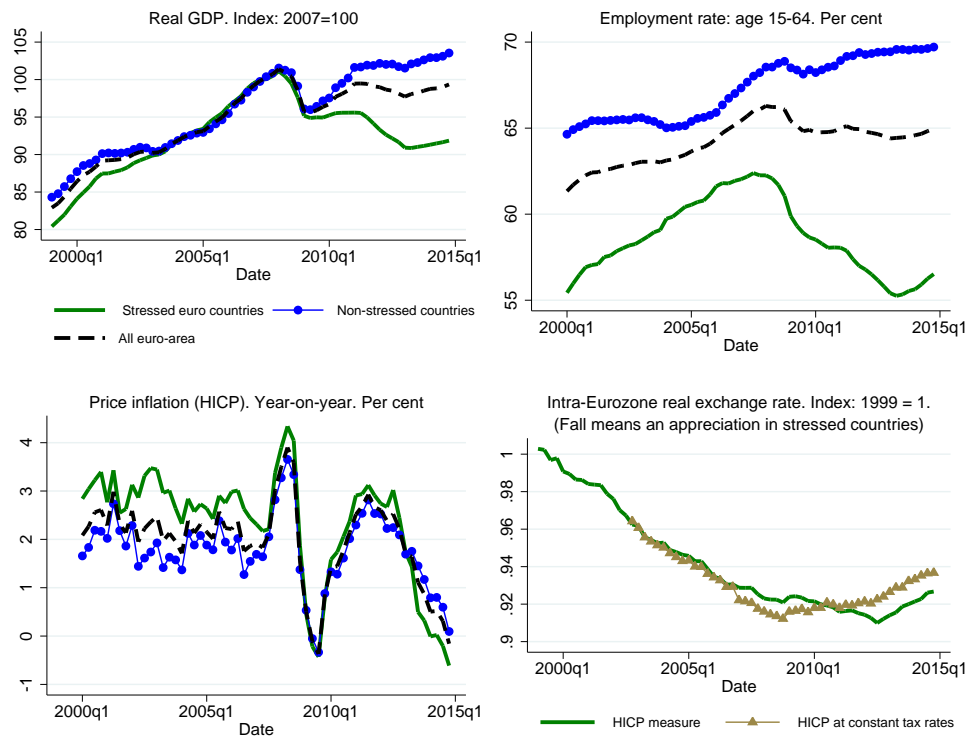 Real GDP. Index: 2007=100
105
100
95
90
85
80
2000q1 2005q1 2010q1 2015q1
Date
Stressed euro countries Non-stressed countries
All euro-area
Employment rate: age 15-64. Per cent
70
65
60
55
2000q1 2005q1 2010q1 2015q1
Date
Price inflation (HICP). Year-on-year. Per cent
4
3
2
1
0
-1
2000q1 2005q1 2010q1 2015q1
Date
Intra-Eurozone real exchange rate. Index: 1999 = 1.
(Fall means an appreciation in stressed countries)
1
.98
.96
.94
.92
.9
2000q1 2005q1 2010q1 2015q1
Date
HICP measure HICP at constant tax rates